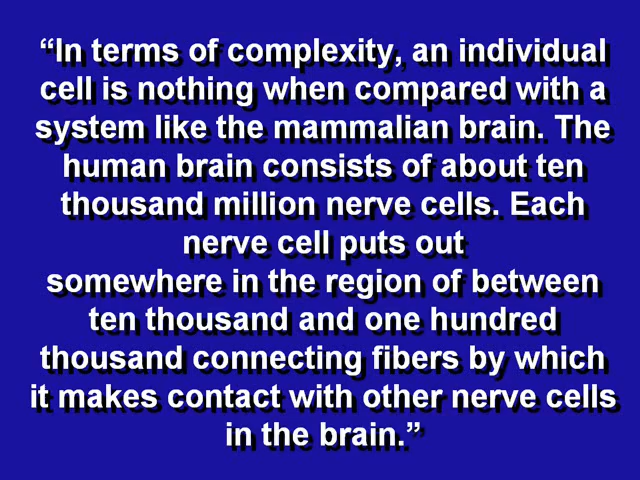 “In terms of complexity, an individual
cell is nothing when compared with a
system like the mammalian brain. The
human brain consists of about ten
thousand million nerve cells. Each
nerve cell puts out
somewhere in the region of between
ten thousand and one hundred
thousand connecting fibers by which
it makes contact with other nerve cells
in the brain.”